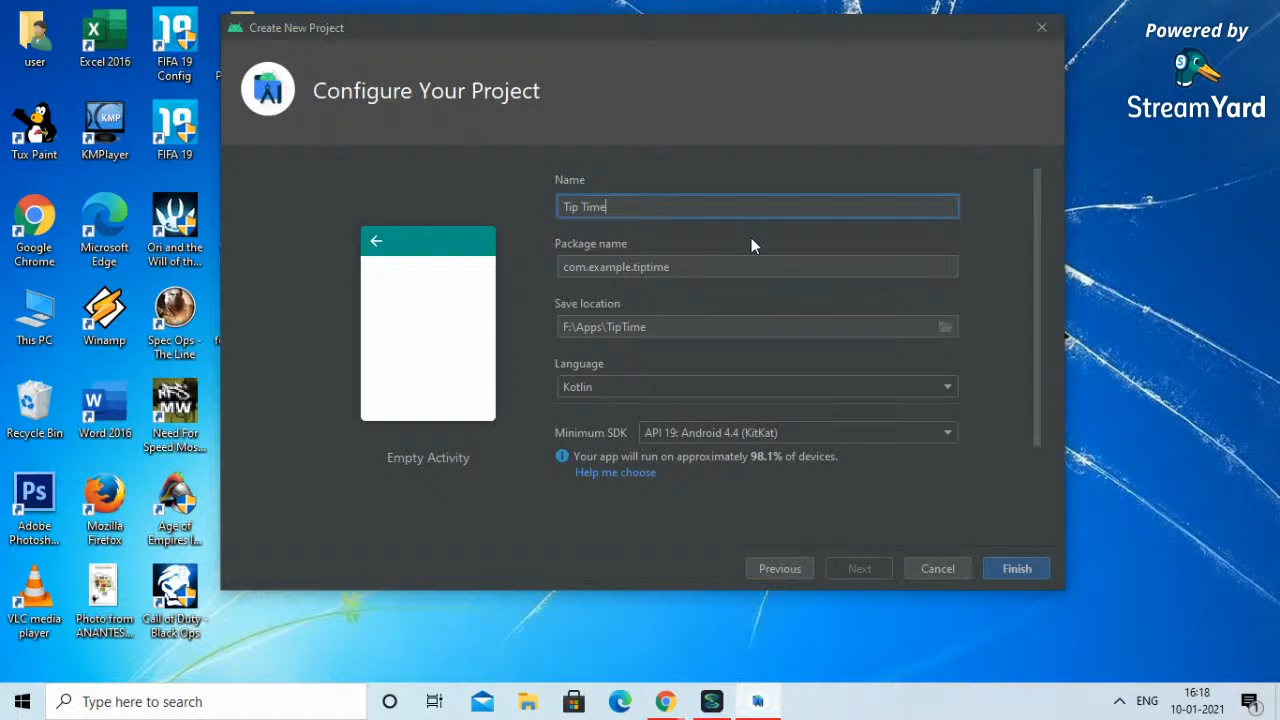 Create New Project
Configure Your Project
Name
Tip Time
Package name
com.example.tiptime
Save location
F:\Apps\TipTime
Language
Kotlin
Minimum SDK
API 19: Android 4.4 (KitKat)
Your app will run on approximately 98.1% of devices.
Help me choose
Empty Activity
Previous
Next
Cancel
Finish
Powered by
StreamYard
user
Excel 2016
FIFA 19
Config
Tux Paint
KMPlayer
FIFA 19
Google
Chrome
Microsoft
Edge
Ori and the
Will of th...
This PC
Winamp
Spec Ops -
The Line
Recycle Bin
Word 2016
Need For
Speed Mos...
Adobe
Photosh...
Mozilla
Firefox
Age of
Empires I...
VLC media
player
Photo from
ANANTES...
Call of Duty -
Black Ops
Type here to search
ENG
16:18
10-01-2021